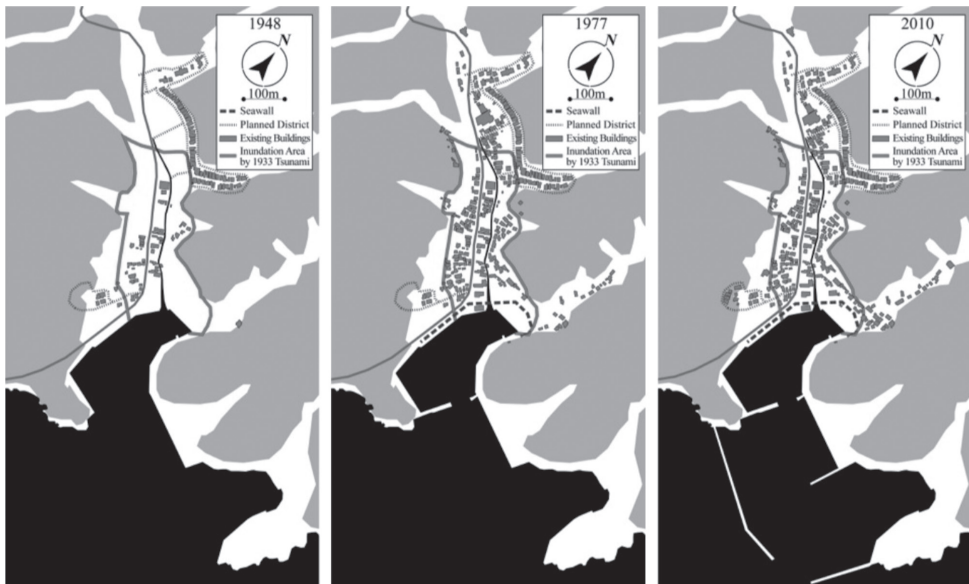 1948
N
100m
Seawall
Planned District
Existing Buildings
Inundation Area
by 1933 Tsunami
1977
N
100m
Seawall
Planned District
Existing Buildings
Inundation Area
by 1933 Tsunami
2010
N
100m
Seawall
Planned District
Existing Buildings
Inundation Area
by 1933 Tsunami